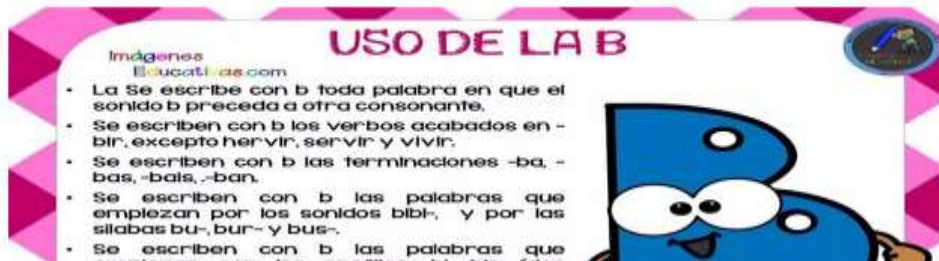 USO DE LA B
Imágenes
Educativas.com
• La Se escribe con b toda palabra en que el
sonido b preceda a otra consonante.
• Se escriben con b los verbos acabados en -
bir, excepto hervir, servir y vivir.
• Se escriben con b las terminaciones -ba, -
bas, -bais, .-ban.
• Se escriben con b las palabras que
empiezan por los sonidos bibl-, y por las
sílabas bu-, bur- y bus-.
• Se escriben con b las palabras que